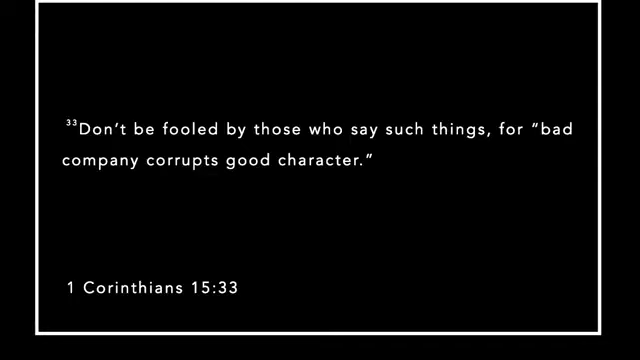 ³³Don’t be fooled by those who say such things, for “bad
company corrupts good character.”
1 Corinthians 15:33